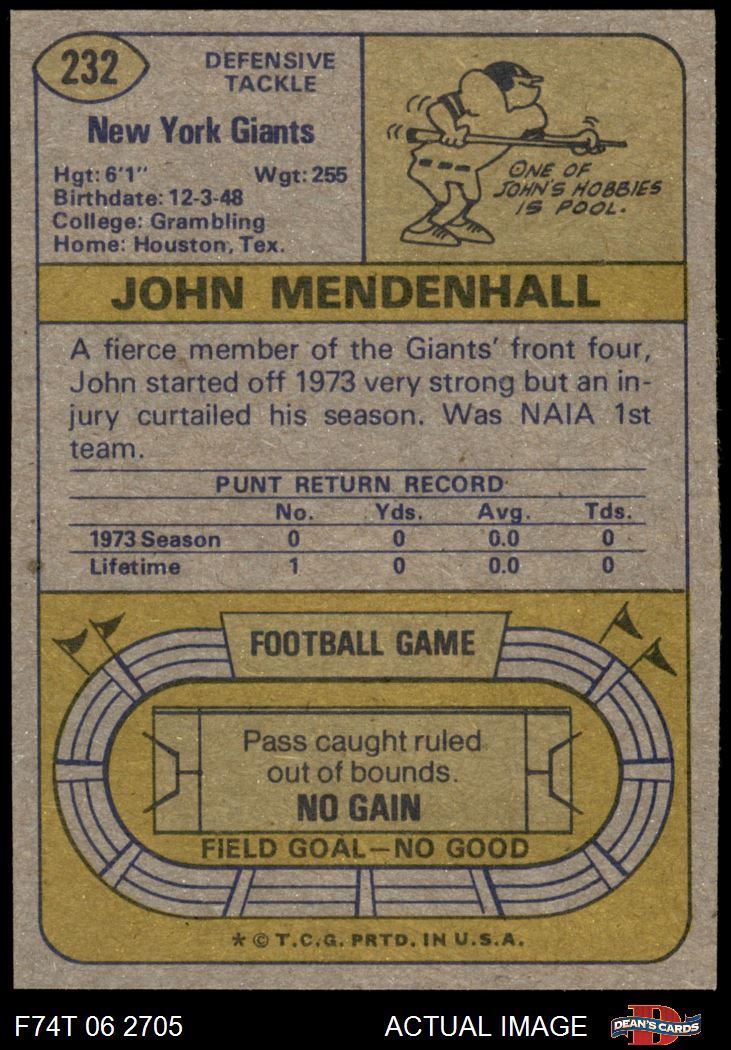 232
DEFENSIVE
TACKLE
New York Giants
Hgt: 6'1" Wgt: 255
Birthdate: 12-3-48
College: Grambling
Home: Houston, Tex.
ONE OF
JOHN'S HOBBIES
IS POOL.
JOHN MENDENHALL
A fierce member of the Giants' front four,
John started off 1973 very strong but an in-
jury curtailed his season. Was NAIA 1st
team.
PUNT RETURN RECORD
No. Yds. Avg. Tds.
1973 Season 0 0 0.0 0
Lifetime 1 0 0.0 0
FOOTBALL GAME
Pass caught ruled
out of bounds.
NO GAIN
FIELD GOAL—NO GOOD
* © T.C.G. PRTD. IN U.S.A.
F74T 06 2705 ACTUAL IMAGE
D
DEAN'S CARDS